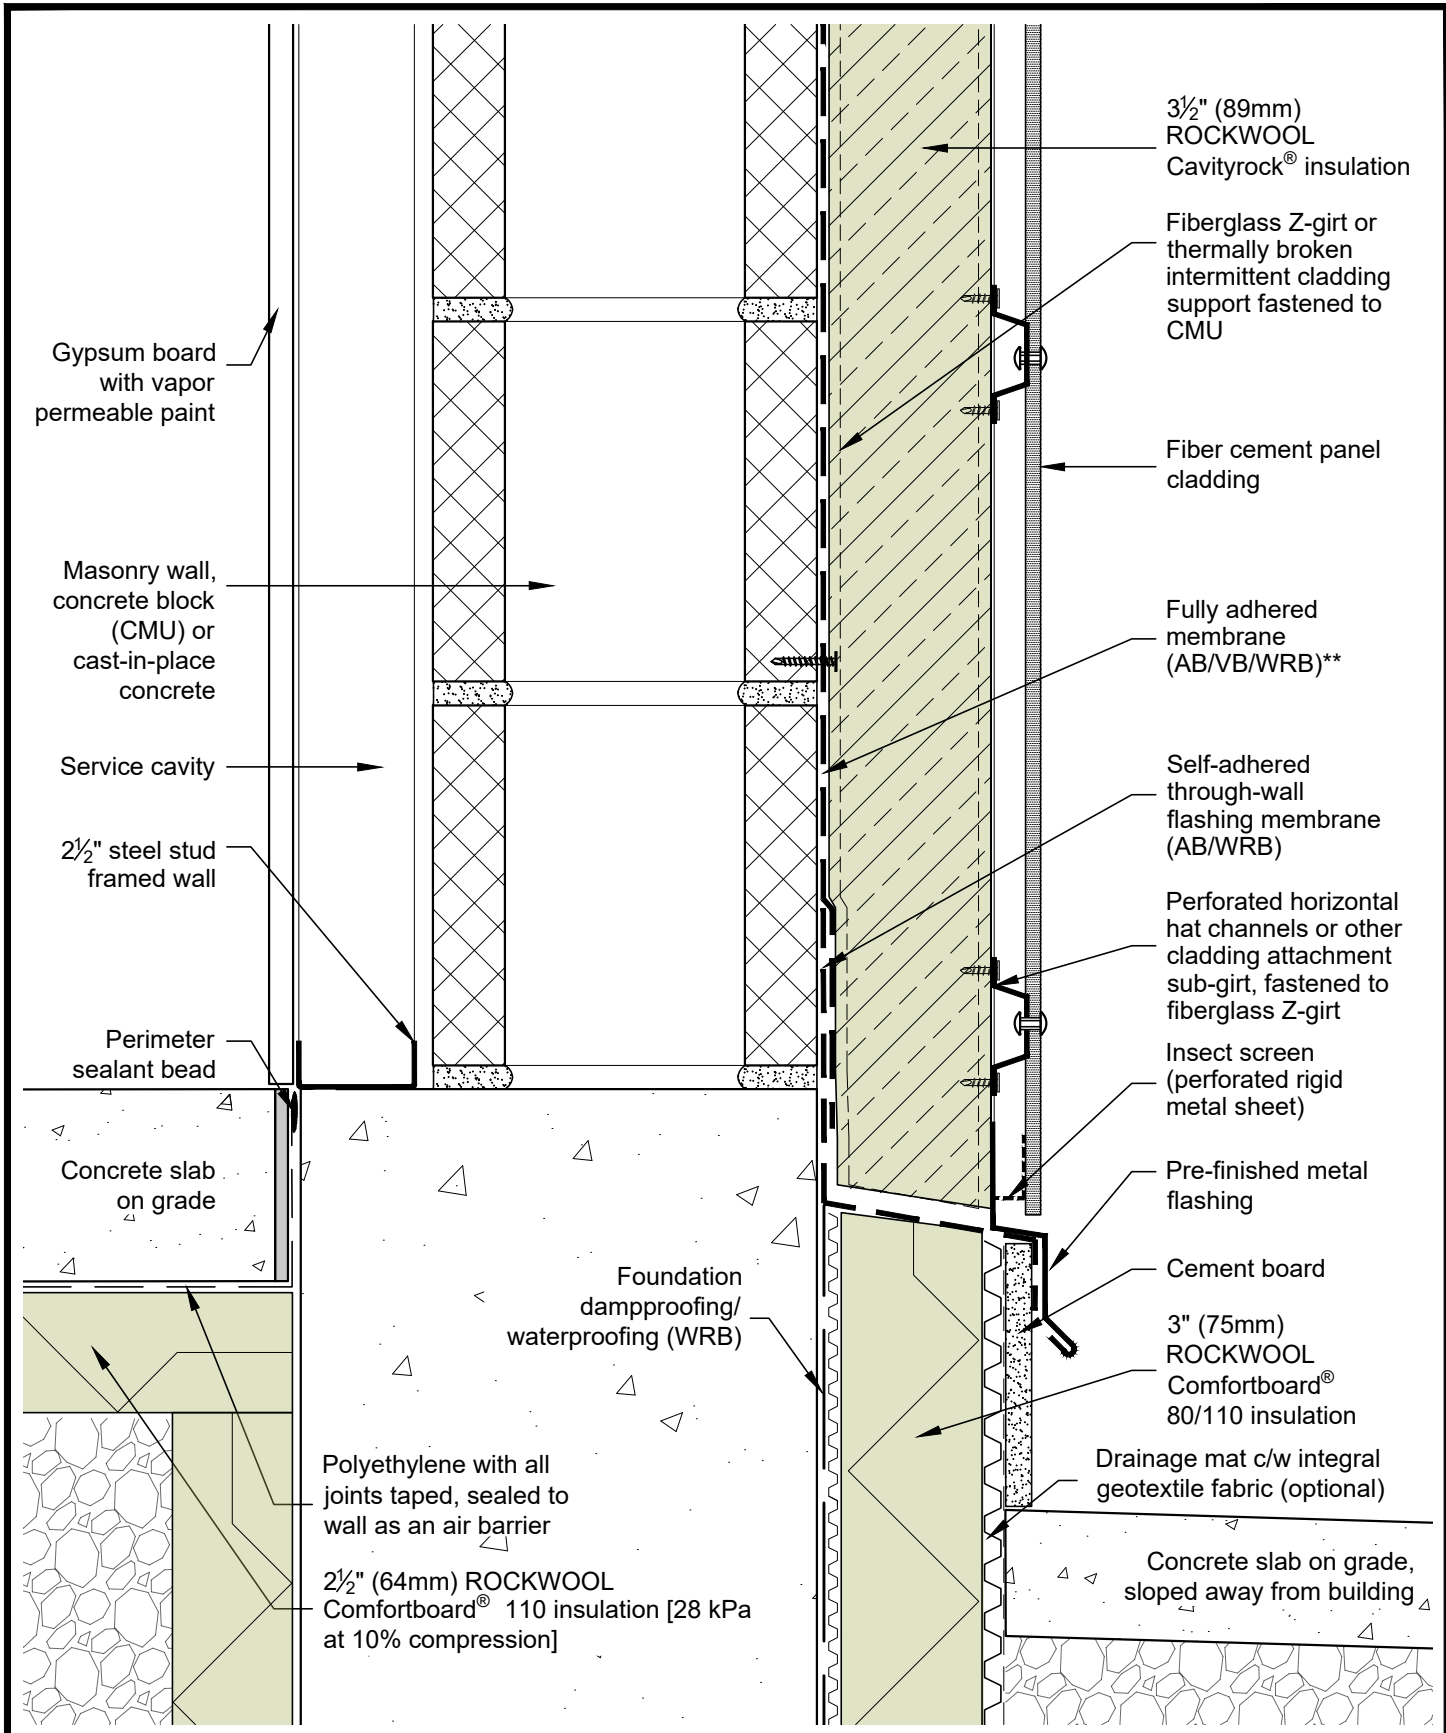 Gypsum board
with vapor
permeable paint
Masonry wall,
concrete block
(CMU) or
cast-in-place
concrete
Service cavity
2½" steel stud
framed wall
Perimeter
sealant bead
Concrete slab
on grade
Foundation
dampproofing/
waterproofing (WRB)
Polyethylene with all
joints taped, sealed to
wall as an air barrier
2½" (64mm) ROCKWOOL
Comfortboard® 110 insulation [28 kPa
at 10% compression]
3½" (89mm)
ROCKWOOL
Cavityrock® insulation
Fiberglass Z-girt or
thermally broken
intermittent cladding
support fastened to
CMU
Fiber cement panel
cladding
Fully adhered
membrane
(AB/VB/WRB)**
Self-adhered
through-wall
flashing membrane
(AB/WRB)
Perforated horizontal
hat channels or other
cladding attachment
sub-girt, fastened to
fiberglass Z-girt
Insect screen
(perforated rigid
metal sheet)
Pre-finished metal
flashing
Cement board
3" (75mm)
ROCKWOOL
Comfortboard®
80/110 insulation
Drainage mat c/w integral
geotextile fabric (optional)
Concrete slab on grade,
sloped away from building